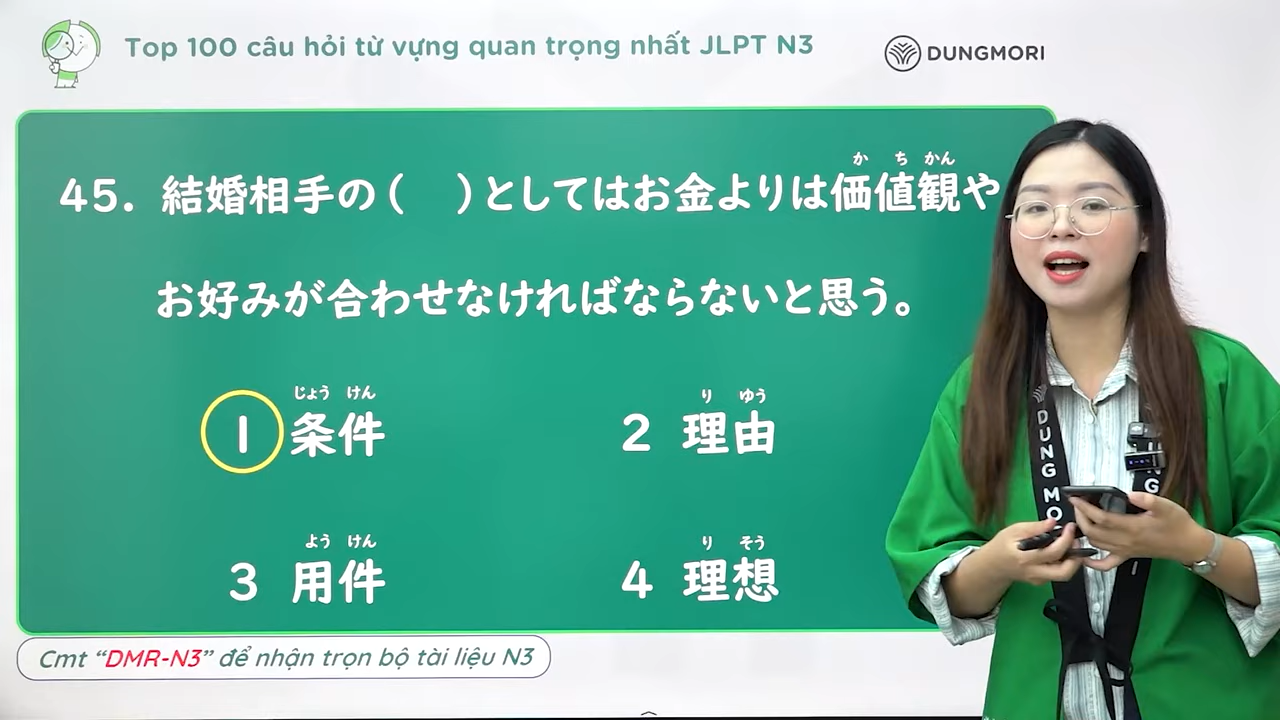 Top 100 câu hỏi từ vựng quan trọng nhất JLPT N3
DUNGMORI
か ち かん
45. 結婚相手の( )としてはお金よりは価値観や
お好みが合わせなければならないと思う。
じょう けん
1 条件
り ゆう
2 理由
よう けん
3 用件
り そう
4 理想
Cmt “DMR-N3” để nhận trọn bộ tài liệu N3
DUNG MO